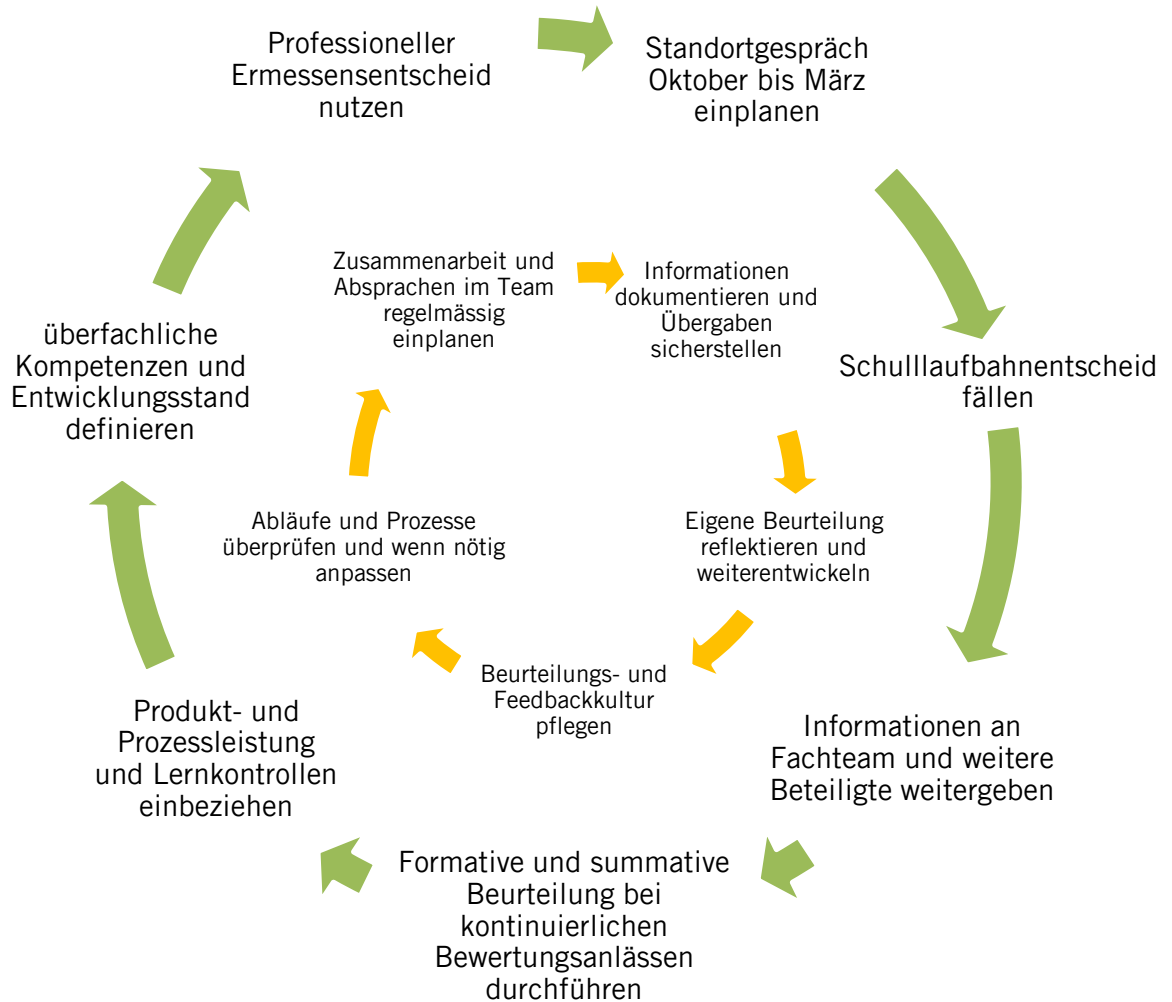 Professioneller
Ermessensentscheid
nutzen
Standortgespräch
Oktober bis März
einplanen
Schulllaufbahnentscheid
fällen
Informationen an
Fachteam und weitere
Beteiligte weitergeben
Formative und summative
Beurteilung bei
kontinuierlichen
Bewertungsanlässen
durchführen
Produkt- und
Prozessleistung
und Lernkontrollen
einbeziehen
überfachliche
Kompetenzen und
Entwicklungsstand
definieren
Zusammenarbeit und
Absprachen im Team
regelmässig
einplanen
Informationen
dokumentieren und
Übergaben
sicherstellen
Eigene Beurteilung
reflektieren und
weiterentwickeln
Beurteilungs- und
Feedbackkultur
pflegen
Abläufe und Prozesse
überprüfen und wenn nötig
anpassen